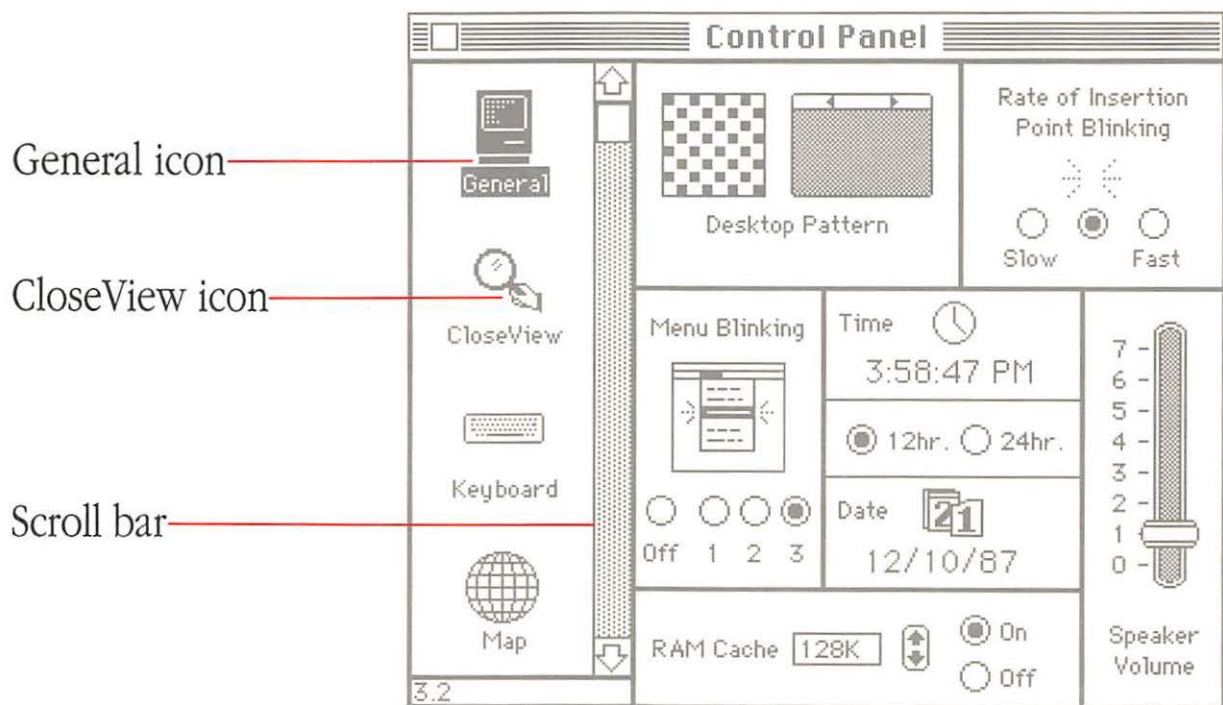 Control Panel
General icon
General
CloseView icon
CloseView
Keyboard
Scroll bar
Map
3.2
Desktop Pattern
Rate of Insertion
Point Blinking
Slow Fast
Menu Blinking
Off 1 2 3
Time
3:58:47 PM
12hr. 24hr.
Date
21
12/10/87
7
6
5
4
3
2
1
0
Speaker
Volume
RAM Cache 128K
On
Off